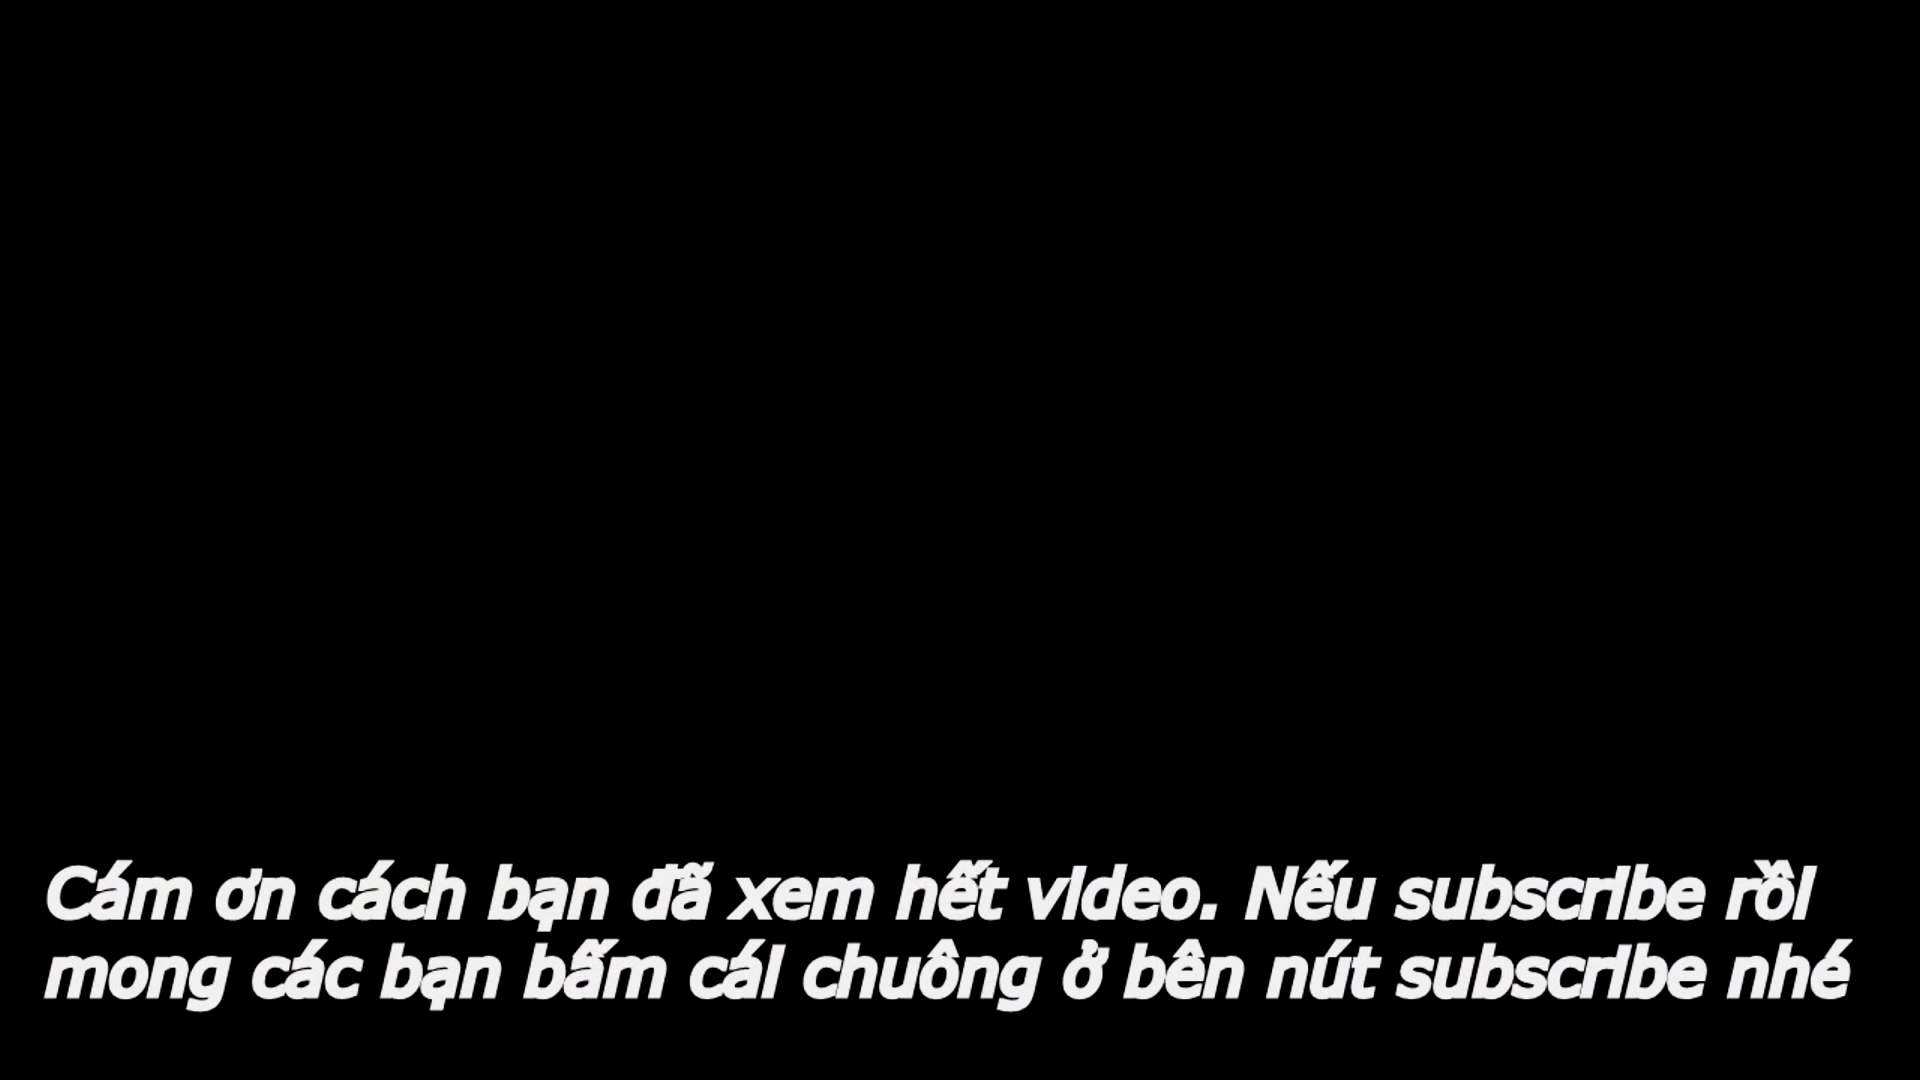 Cám ơn cách bạn đã xem hết video. Nếu subscribe rồi
mong các bạn bấm cái chuông ở bên nút subscribe nhé